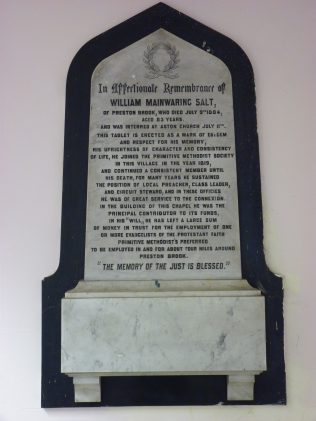 In Affectionate Remembrance of
WILLIAM MAINWARING SALT,
OF PRESTON BROOK, WHO DIED JULY 5TH 1884,
AGED 83 YEARS.
AND WAS INTERRED AT ASTON CHURCH JULY 11TH
THIS TABLET IS ERECTED AS A MARK OF ESTEEM
AND RESPECT FOR HIS MEMORY,
HIS UPRIGHTNESS OF CHARACTER AND CONSISTENCY
OF LIFE, HE JOINED THE PRIMITIVE METHODIST SOCIETY
IN THIS VILLAGE IN THE YEAR 1819,
AND CONTINUED A CONSISTENT MEMBER UNTIL
HIS DEATH, FOR MANY YEARS HE SUSTAINED
THE POSITION OF LOCAL PREACHER, CLASS LEADER,
AND CIRCUIT STEWARD, AND IN THESE OFFICES
HE WAS OF GREAT SERVICE TO THE CONNEXION.
IN THE BUILDING OF THIS CHAPEL HE WAS THE
PRINCIPAL CONTRIBUTOR TO ITS FUNDS,
IN HIS WILL, HE HAS LEFT A LARGE SUM
OF MONEY IN TRUST FOR THE EMPLOYMENT OF ONE
OR MORE EVANGELISTS OF THE PROTESTANT FAITH
PRIMITIVE METHODIST'S PREFERRED
TO BE EMPLOYED IN AND FOR ABOUT FOUR MILES AROUND
PRESTON BROOK.
"THE MEMORY OF THE JUST IS BLESSED."